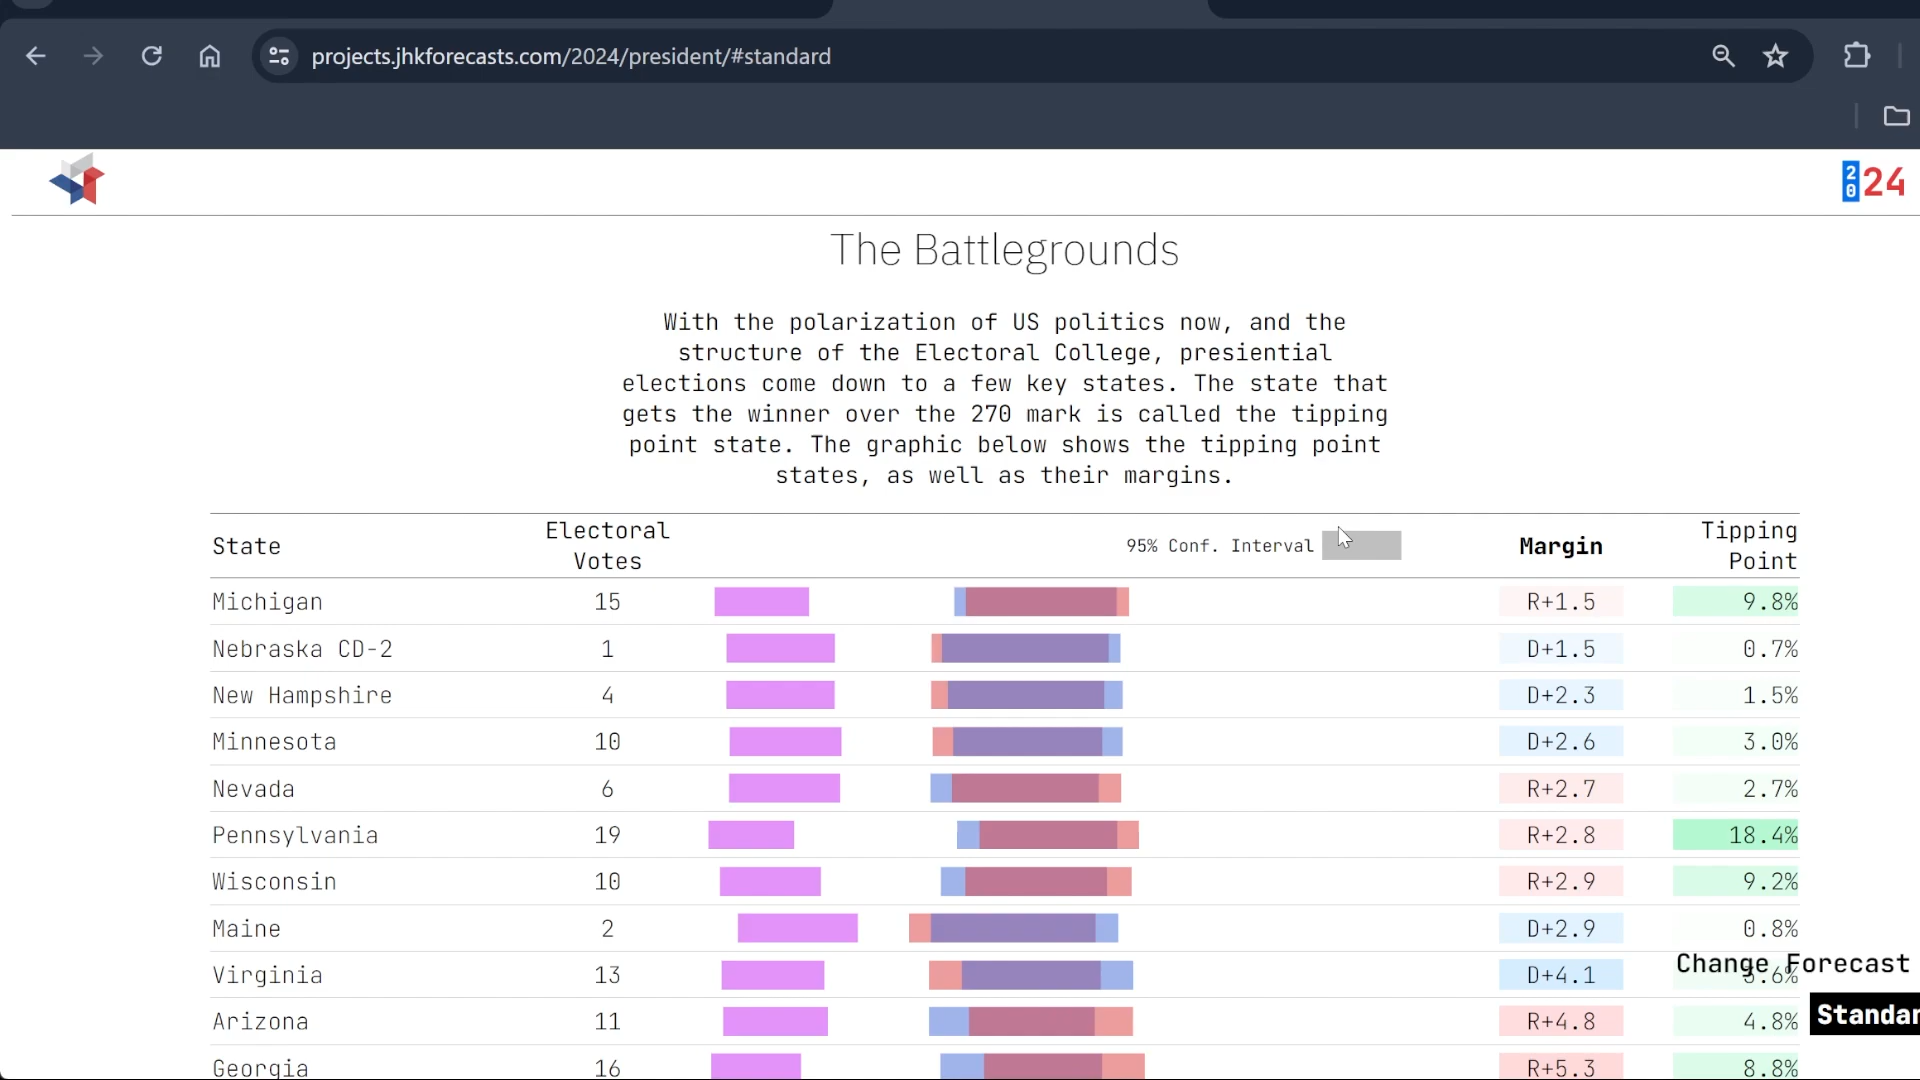 projects.jhkforecasts.com/2024/president/#standard
2024
The Battlegrounds
With the polarization of US politics now, and the
structure of the Electoral College, presiential
elections come down to a few key states. The state that
gets the winner over the 270 mark is called the tipping
point state. The graphic below shows the tipping point
states, as well as their margins.
State Electoral Votes 95% Conf. Interval Margin Tipping Point
Michigan 15 R+1.5 9.8%
Nebraska CD-2 1 D+1.5 0.7%
New Hampshire 4 D+2.3 1.5%
Minnesota 10 D+2.6 3.0%
Nevada 6 R+2.7 2.7%
Pennsylvania 19 R+2.8 18.4%
Wisconsin 10 R+2.9 9.2%
Maine 2 D+2.9 0.8%
Change Forecast
Virginia 13 D+4.1
Standar
Arizona 11 R+4.8 4.8%
Georgia 16 R+5.3 8.8%